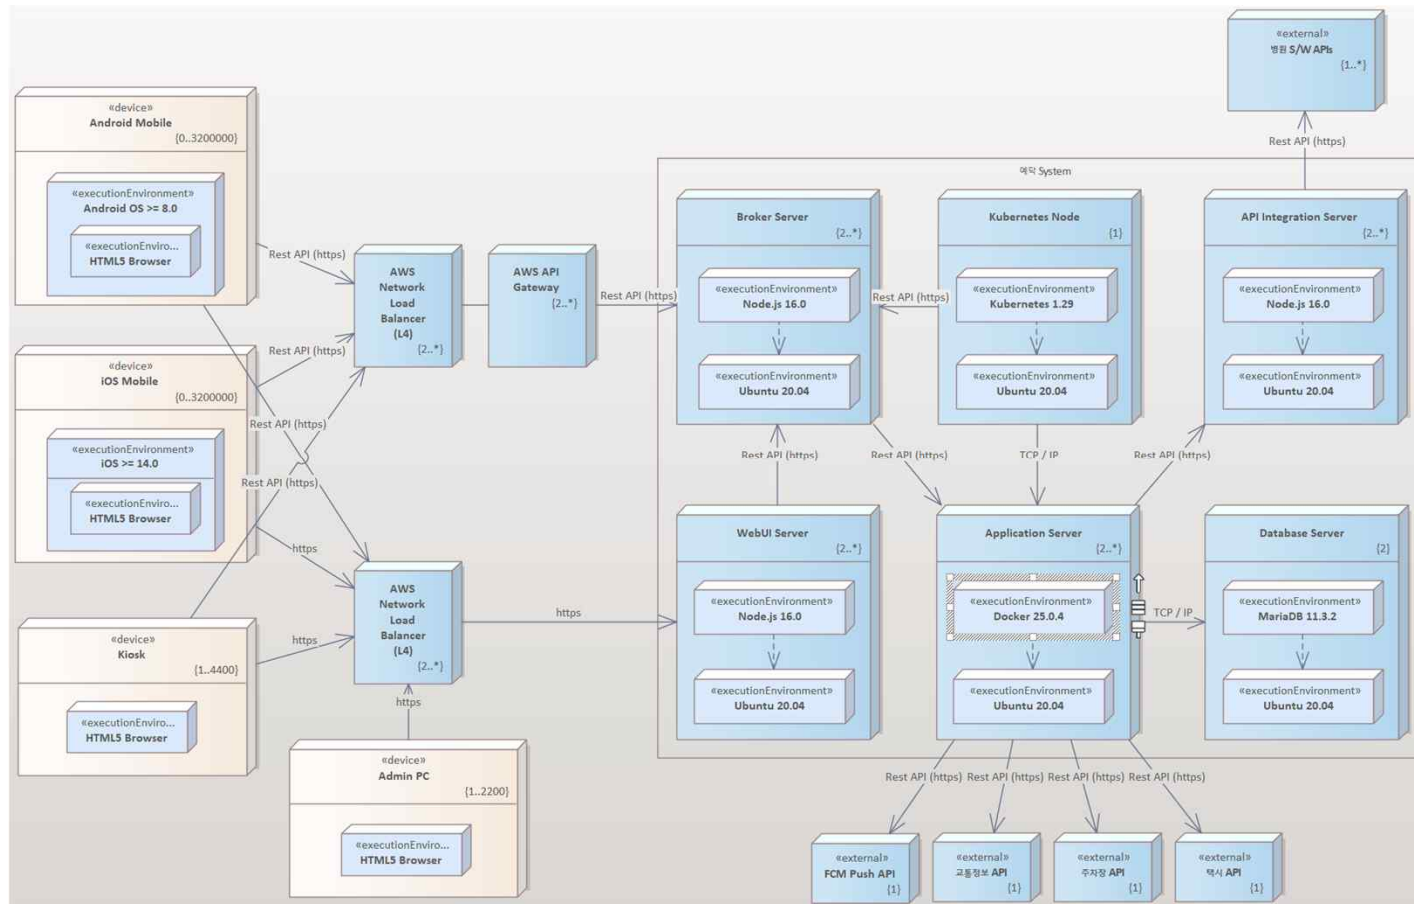 «external»
병원 S/W APIs
{1..*}
Rest API (https)
«device»
Android Mobile
{0..3200000}
«executionEnvironment»
Android OS >= 8.0
«executionEnviro...
HTML5 Browser
Rest API (https)
«device»
iOS Mobile
{0..3200000}
«executionEnvironment»
iOS >= 14.0
«executionEnviro...
HTML5 Browser
Rest API (https)
Rest API (https)
Rest API (https)
https
«device»
Kiosk
{1..4400}
«executionEnviro...
HTML5 Browser
https
AWS
Network
Load
Balancer
(L4)
{2..*}
AWS API
Gateway
{2..*}
Rest API (https)
AWS
Network
Load
Balancer
(L4)
{2..*}
https
https
«device»
Admin PC
{1..2200}
«executionEnviro...
HTML5 Browser
예닥 System
Broker Server
{2..*}
«executionEnvironment»
Node.js 16.0
«executionEnvironment»
Ubuntu 20.04
Rest API (https)
Kubernetes Node
{1}
«executionEnvironment»
Kubernetes 1.29
«executionEnvironment»
Ubuntu 20.04
API Integration Server
{2..*}
«executionEnvironment»
Node.js 16.0
«executionEnvironment»
Ubuntu 20.04
Rest API (https)
Rest API (https)
TCP / IP
Rest API (https)
WebUI Server
{2..*}
«executionEnvironment»
Node.js 16.0
«executionEnvironment»
Ubuntu 20.04
Application Server
{2..*}
«executionEnvironment»
Docker 25.0.4
«executionEnvironment»
Ubuntu 20.04
TCP / IP
Database Server
{2}
«executionEnvironment»
MariaDB 11.3.2
«executionEnvironment»
Ubuntu 20.04
Rest API (https)
Rest API (https)
Rest API (https)
Rest API (https)
«external»
FCM Push API
{1}
«external»
교통정보 API
{1}
«external»
주차장 API
{1}
«external»
택시 API
{1}